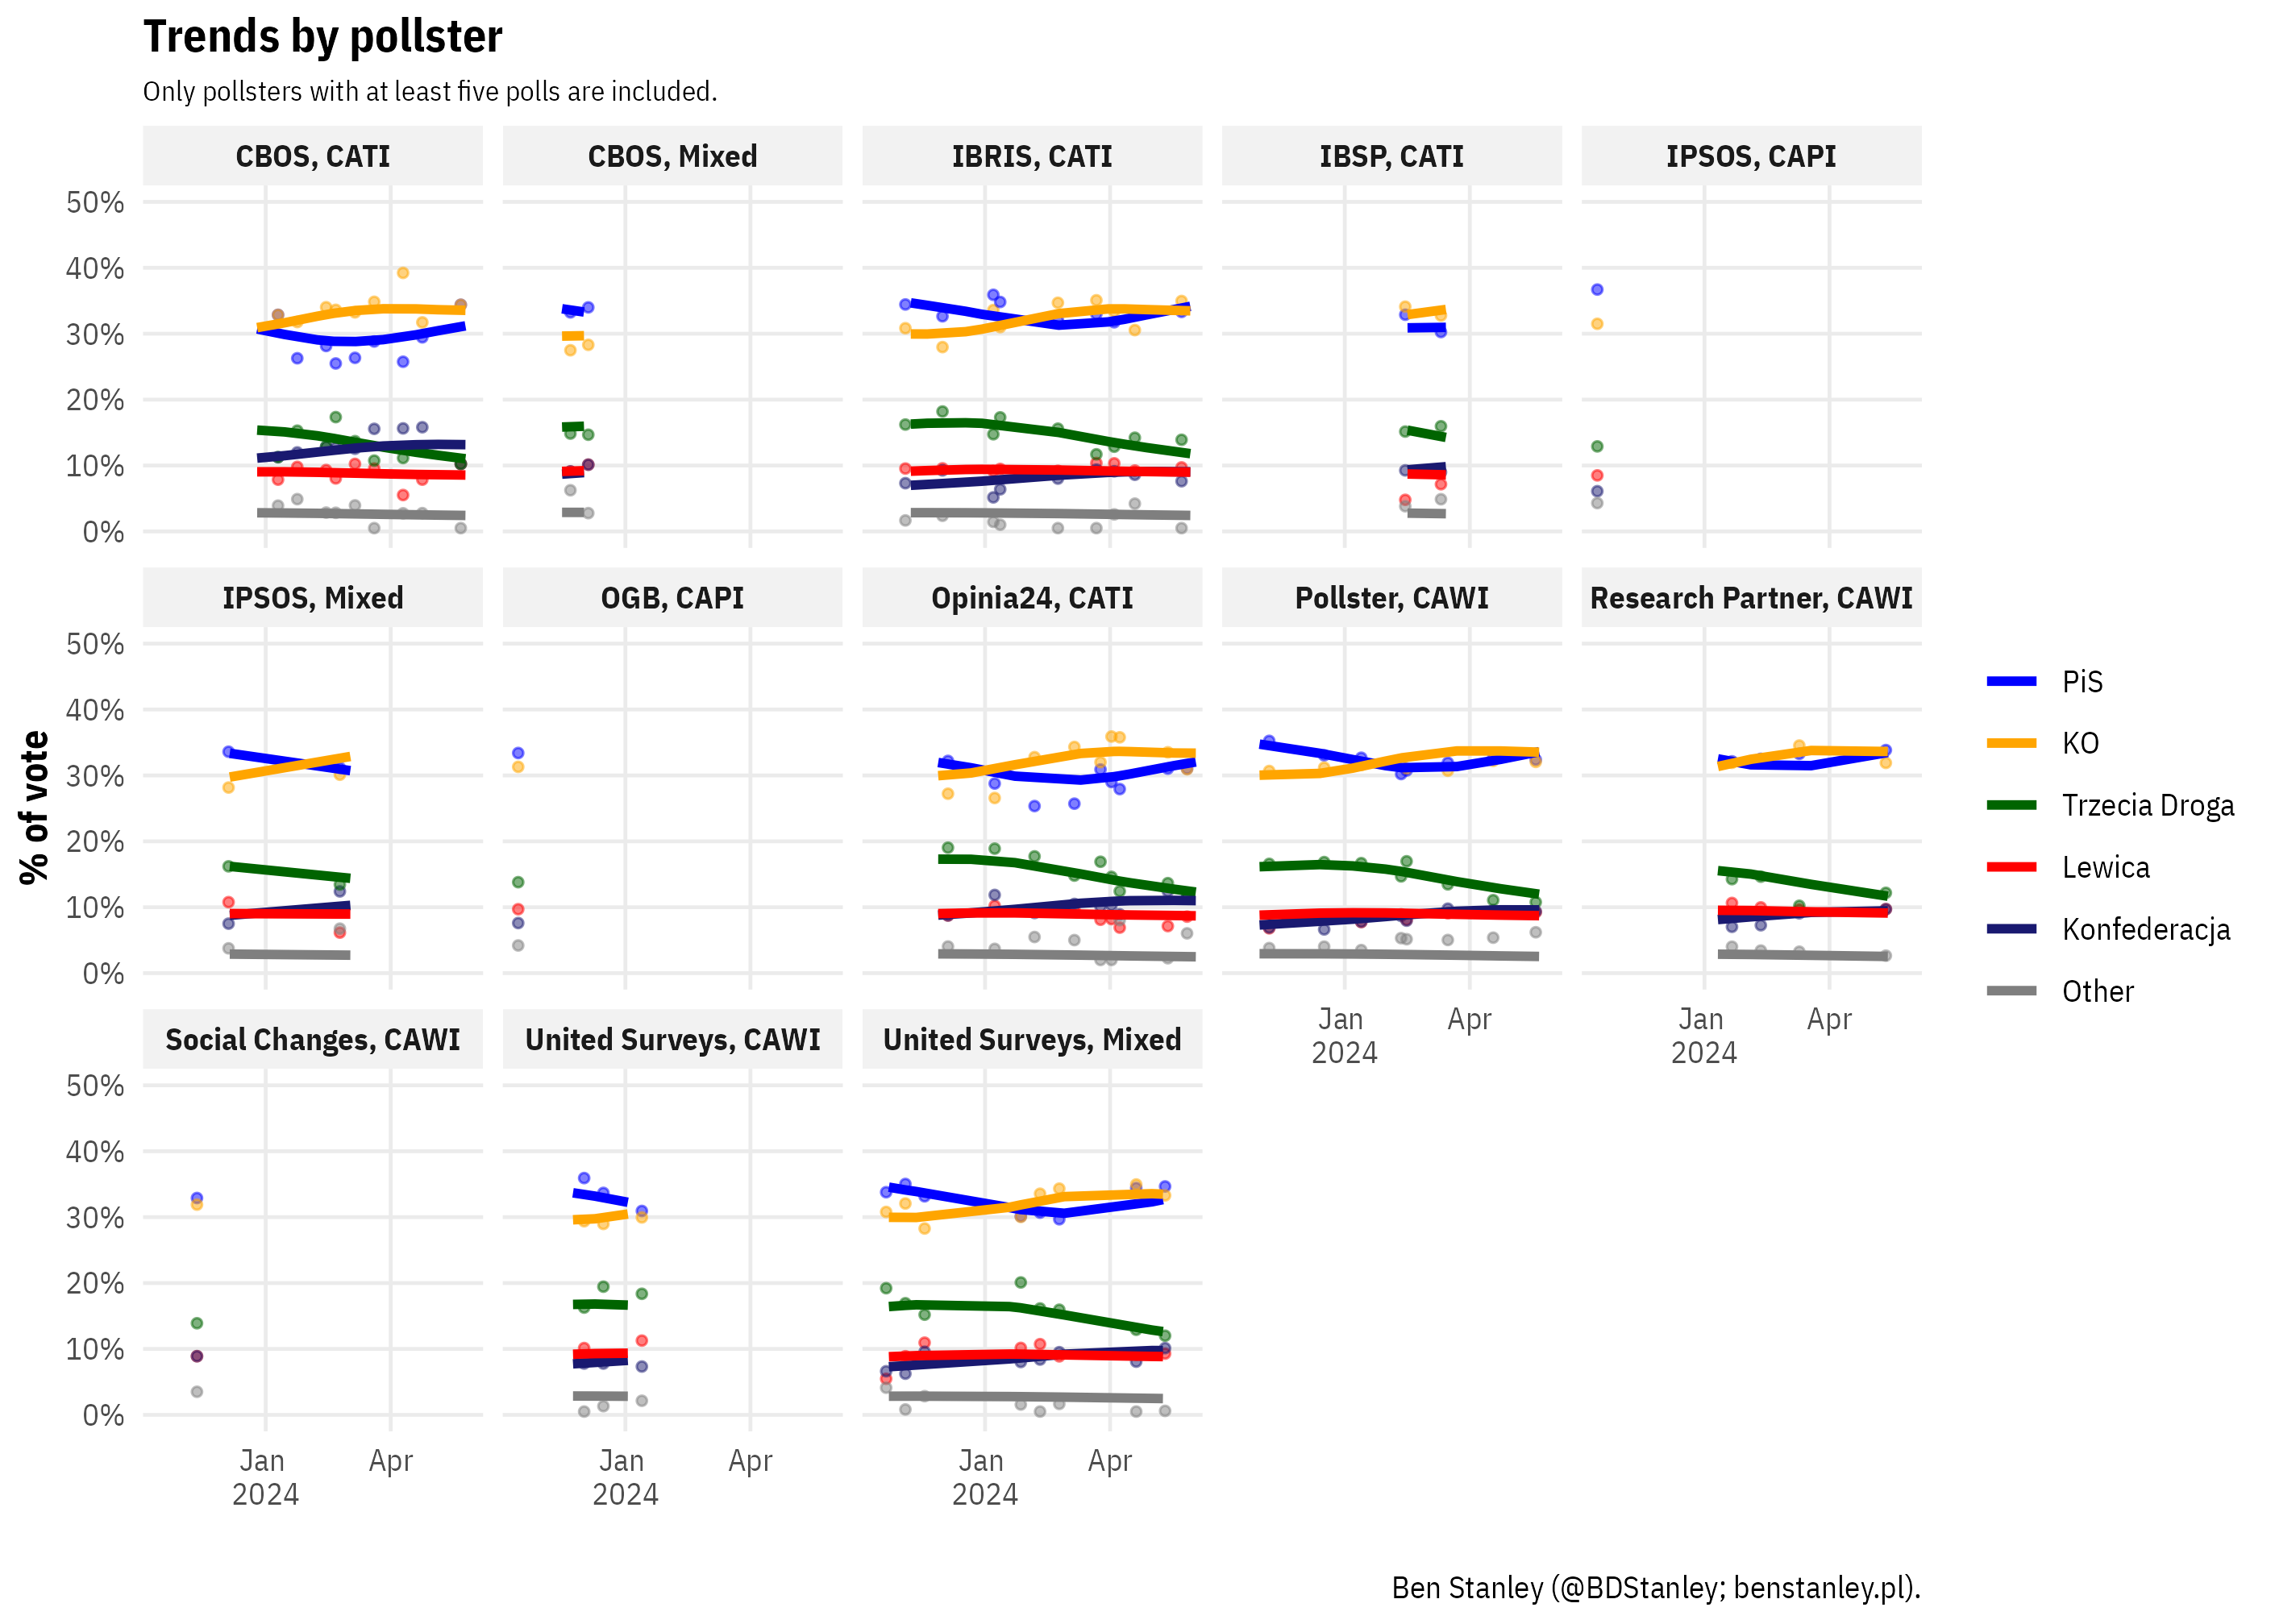 Trends by pollster
Only pollsters with at least five polls are included.
CBOS, CATI
CBOS, Mixed
IBRIS, CATI
IBSP, CATI
IPSOS, CAPI
50%
40%
30%
20%
10%
0%
IPSOS, Mixed
OGB, CAPI
Opinia24, CATI
Pollster, CAWI
Research Partner, CAWI
50%
40%
30%
20%
10%
0%
Jan
2024
Apr
Jan
2024
Apr
Social Changes, CAWI
United Surveys, CAWI
United Surveys, Mixed
50%
40%
30%
20%
10%
0%
Jan
2024
Apr
Jan
2024
Apr
Jan
2024
Apr
% of vote
PiS
KO
Trzecia Droga
Lewica
Konfederacja
Other
Ben Stanley (@BDStanley; benstanley.pl).